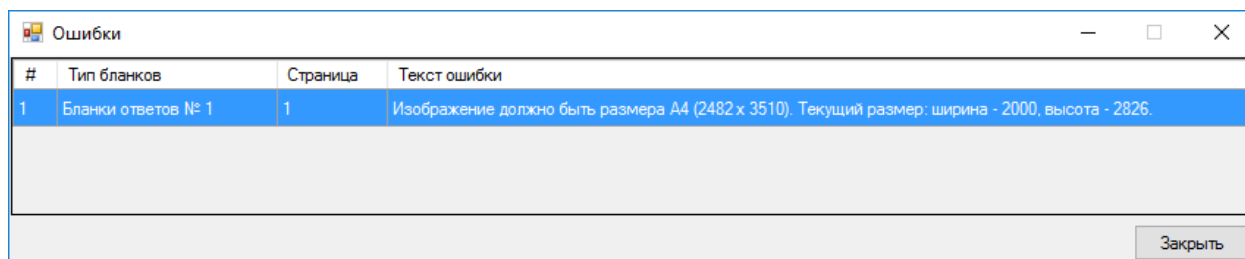 Ошибки
# Тип бланков Страница Текст ошибки
1 Бланки ответов № 1 1 Изображение должно быть размера А4 (2482 x 3510). Текущий размер: ширина - 2000, высота - 2826.
Закрыть